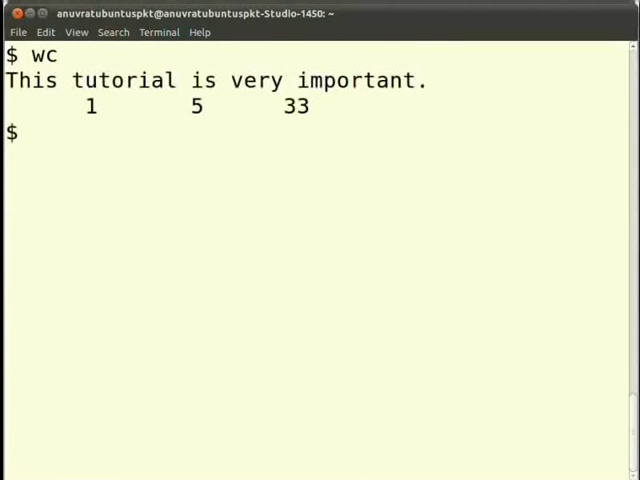 anuvratubuntuspkt@anuvratubuntuspkt-Studio-1450: ~
File Edit View Search Terminal Help
$ wc
This tutorial is very important.
1 5 33
$